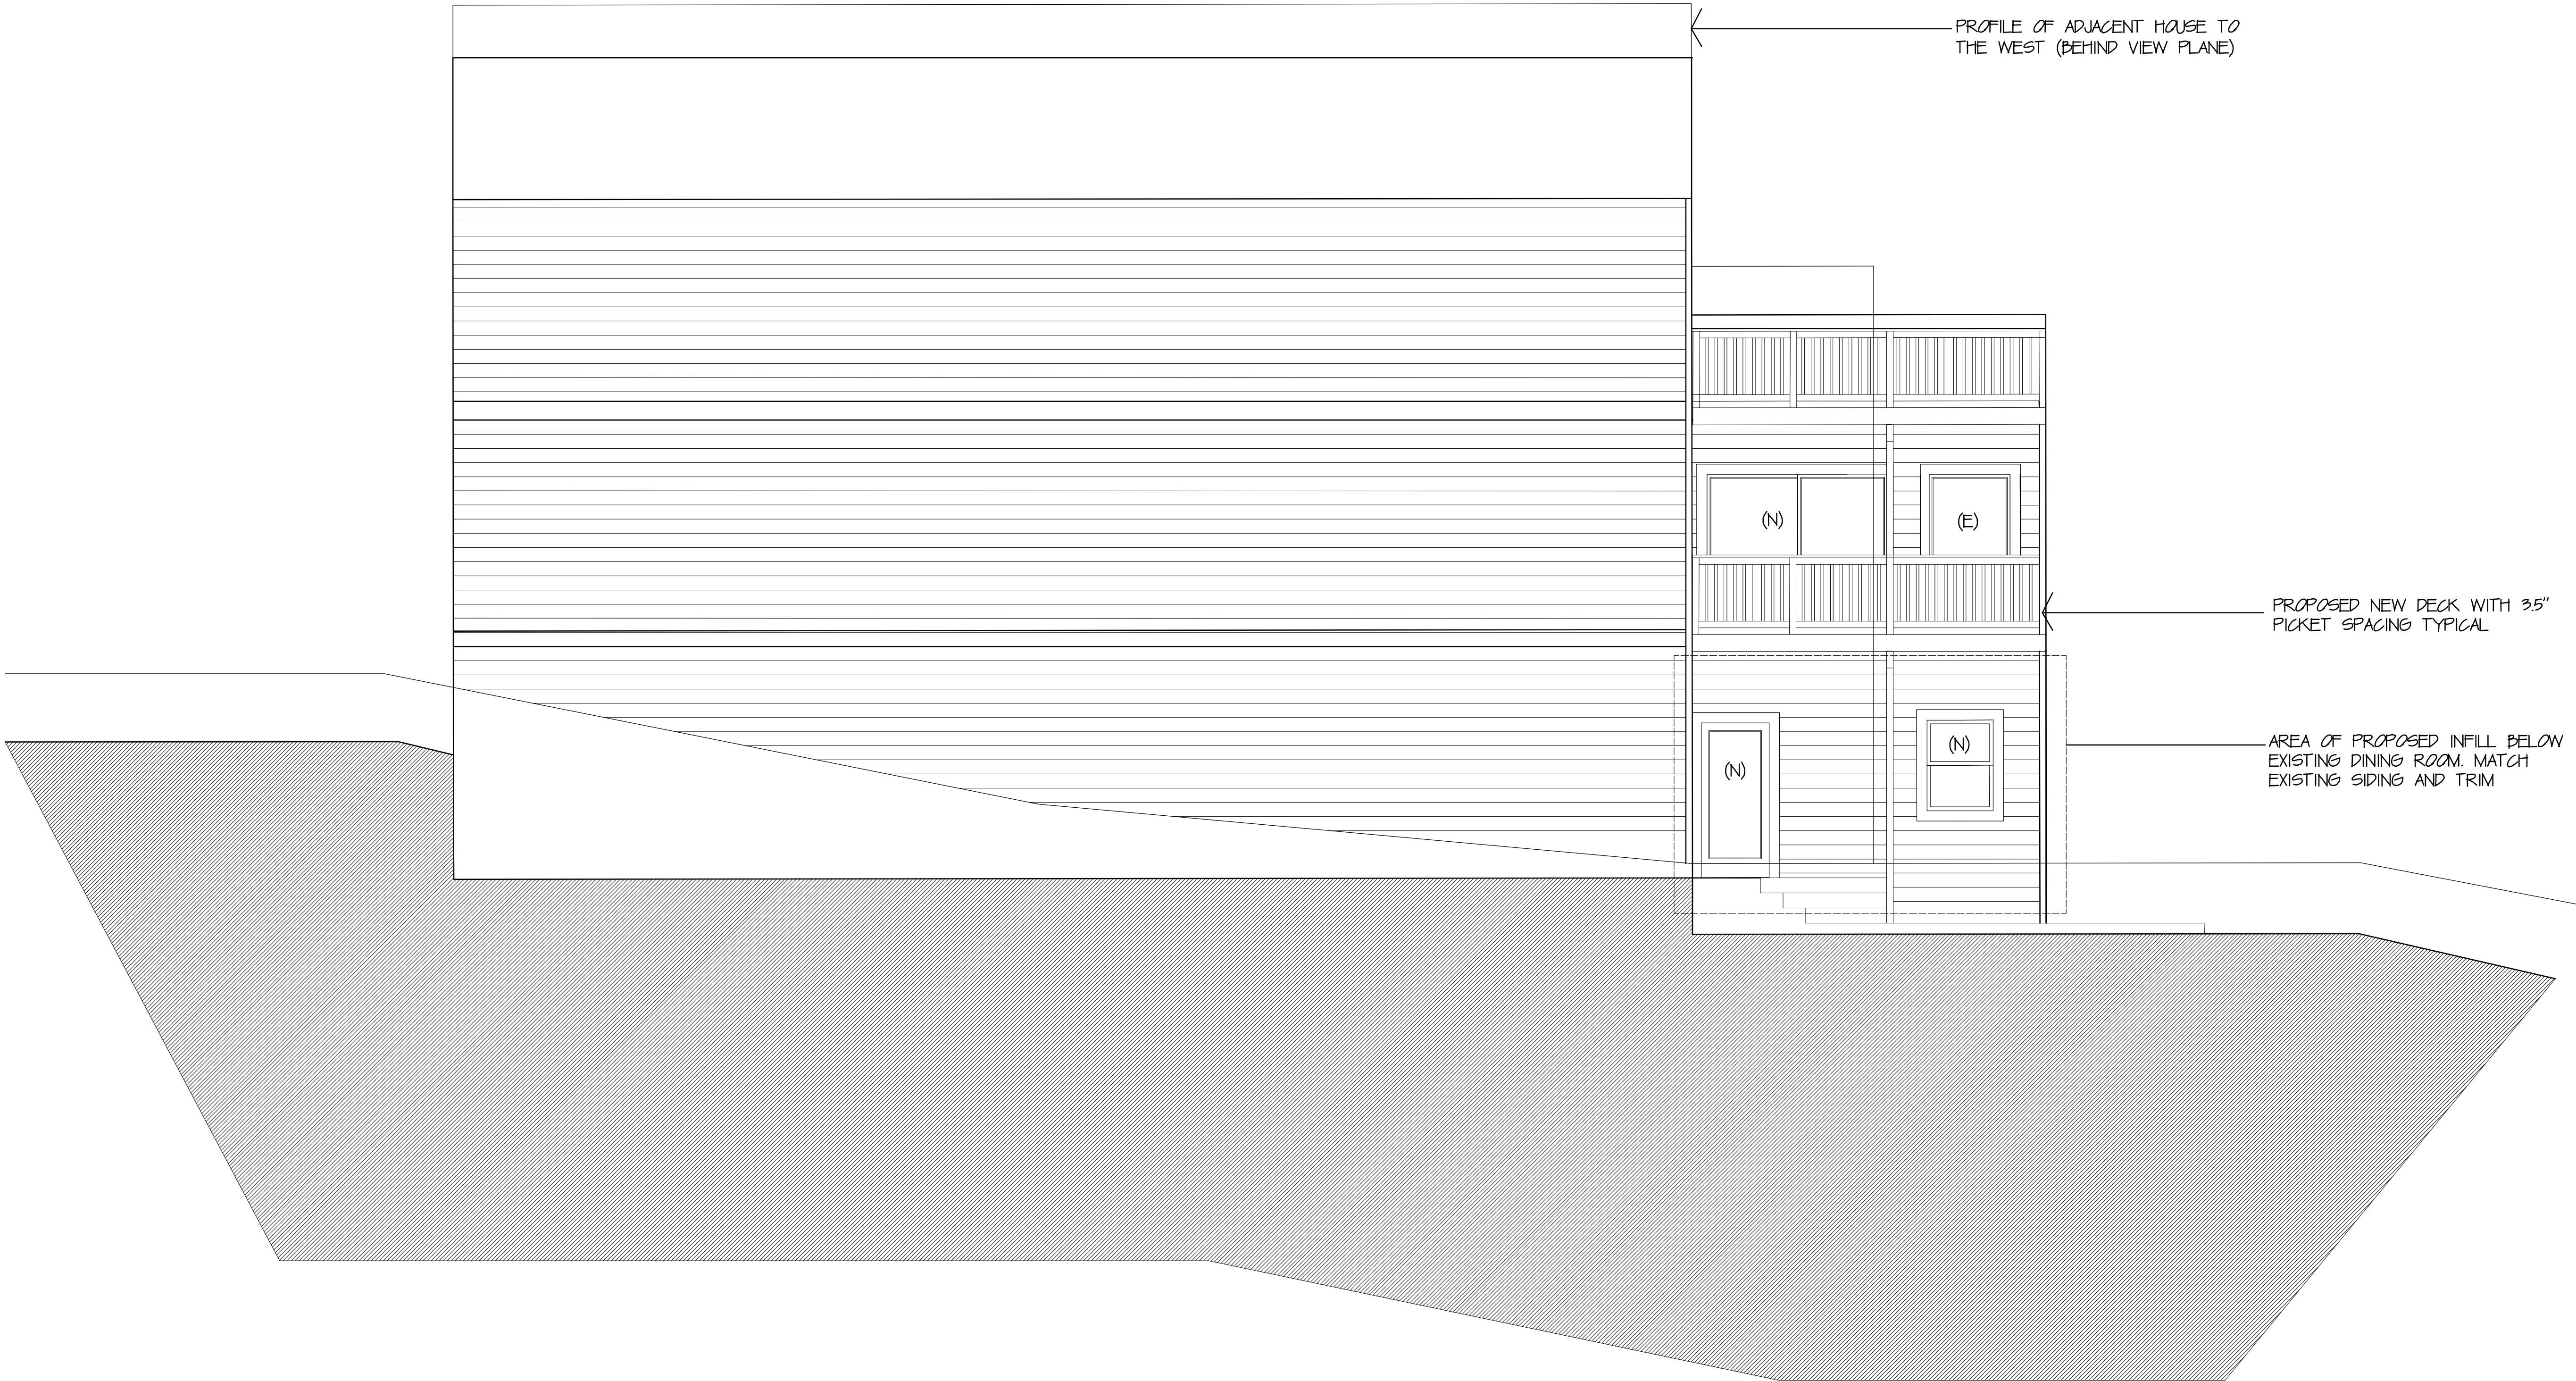 PROFILE OF ADJACENT HOUSE TO
THE WEST (BEHIND VIEW PLANE)
(N)
(E)
PROPOSED NEW DECK WITH 3.5"
PICKET SPACING TYPICAL
(N)
(N)
AREA OF PROPOSED INFILL BELOW
EXISTING DINING ROOM. MATCH
EXISTING SIDING AND TRIM